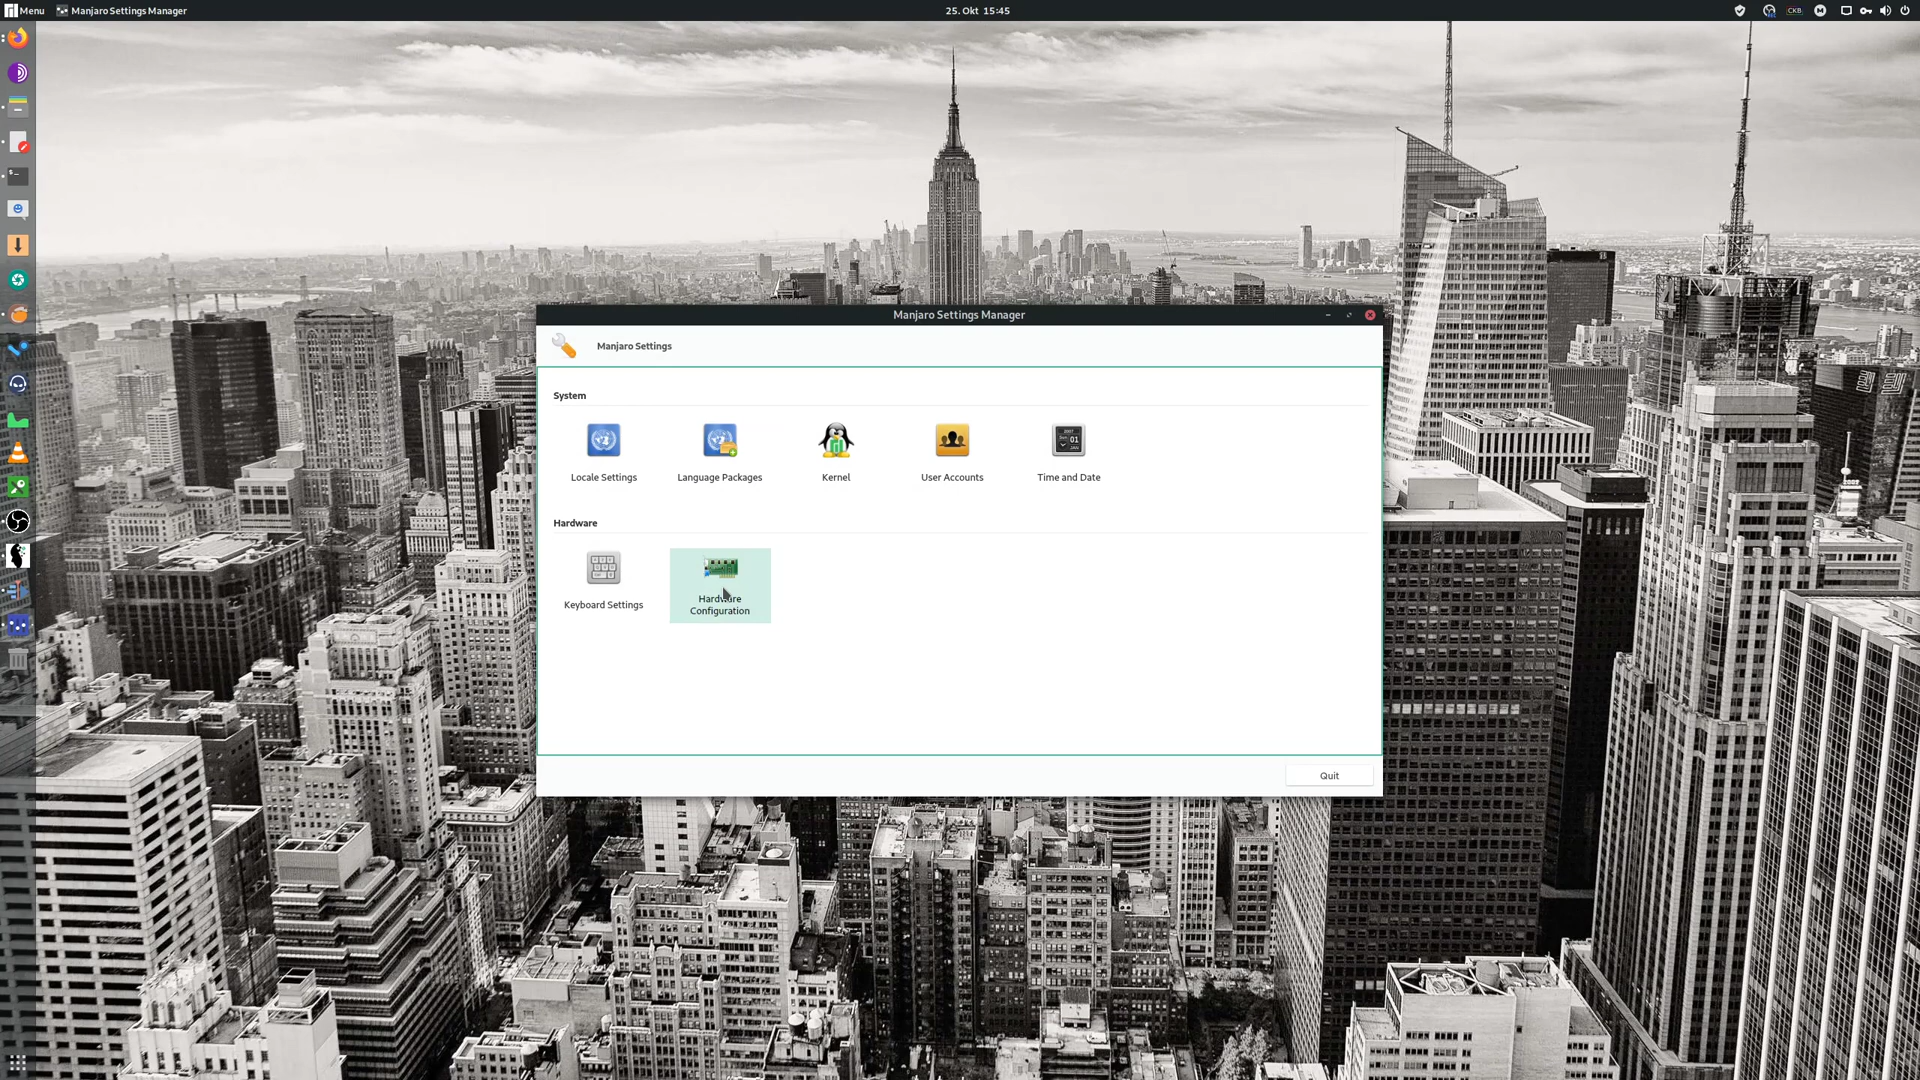 Menu Manjaro Settings Manager 25. Okt 15:45 CKB
Manjaro Settings Manager
Manjaro Settings
System
Locale Settings Language Packages Kernel User Accounts Time and Date
Hardware
Keyboard Settings Hardware
Configuration
Quit